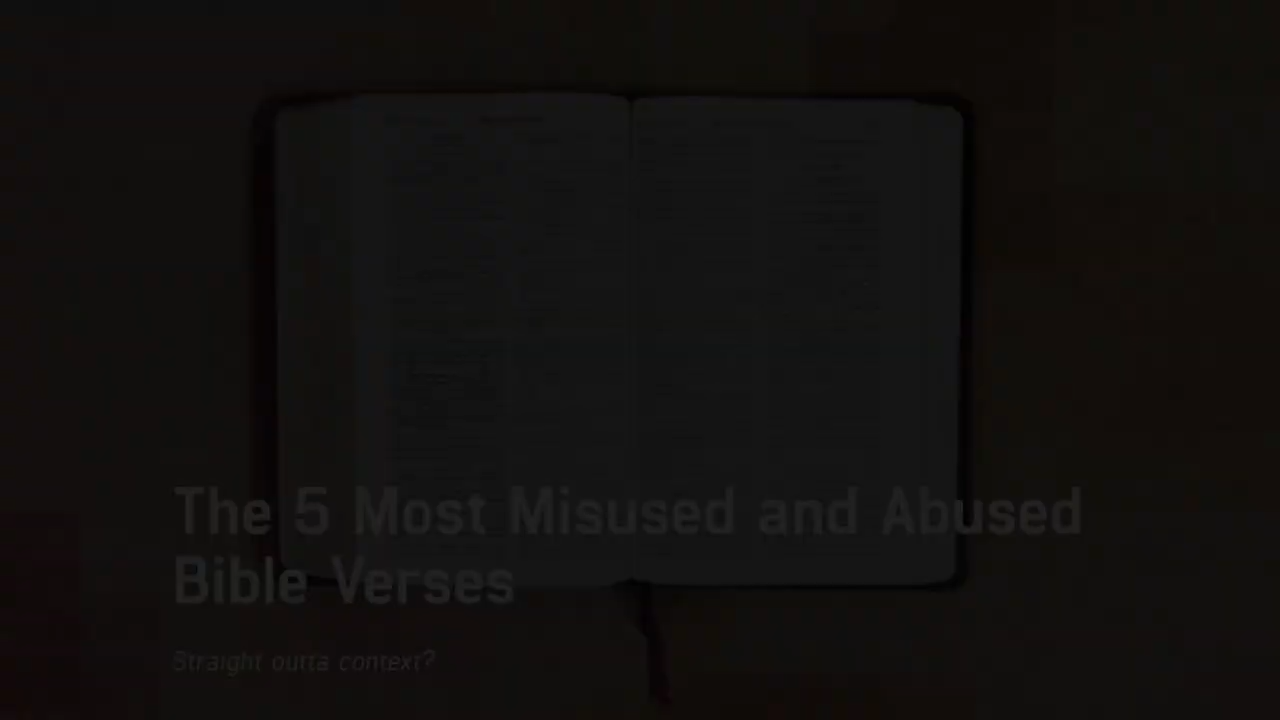 The 5 Most Misused and Abused
Bible Verses
Straight outta context?